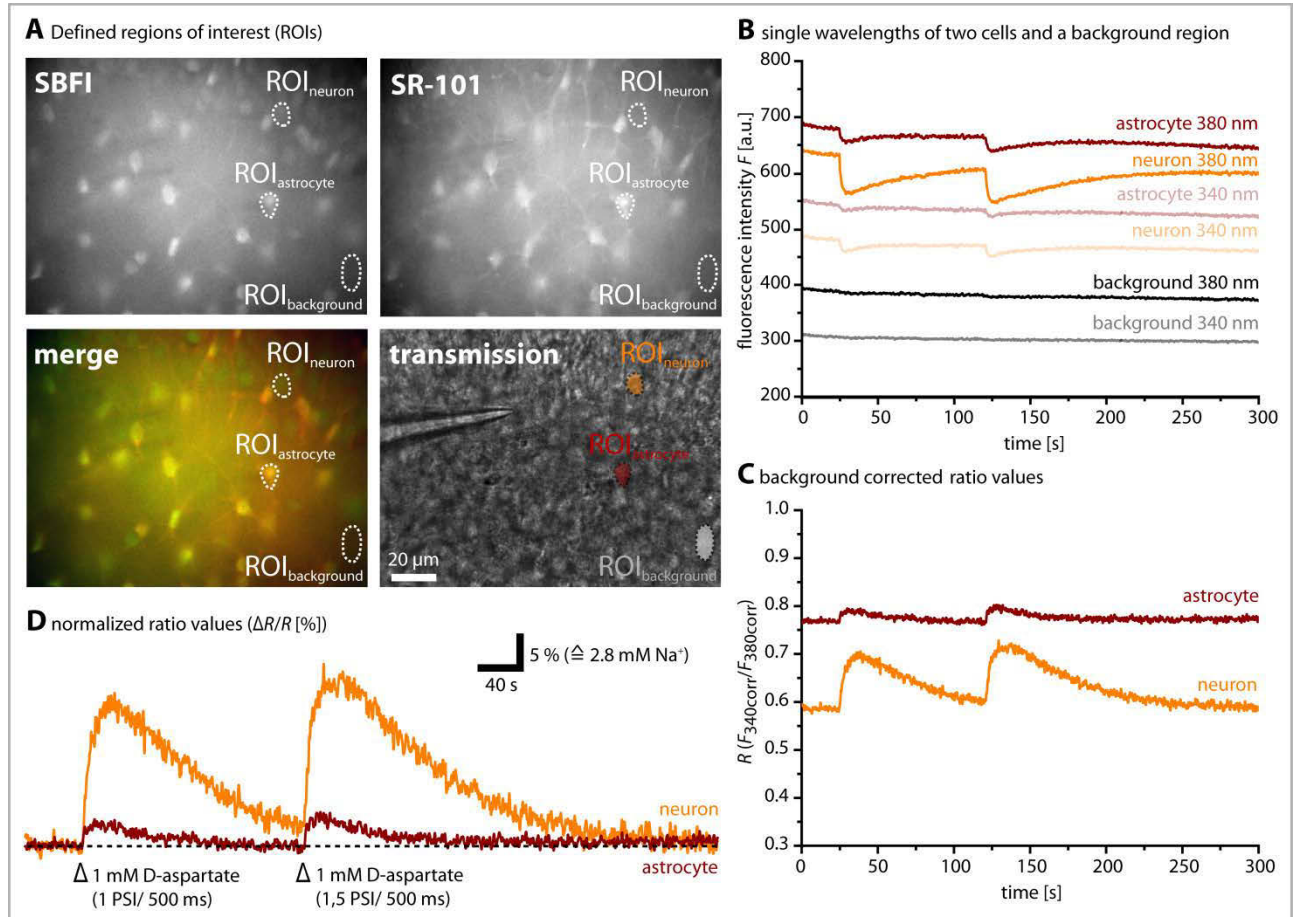 A Defined regions of interest (ROIs)
SBFI
ROIneuron
ROIastrocyte
ROIbackground
SR-101
ROIneuron
ROIastrocyte
ROIbackground
merge
ROIneuron
ROIastrocyte
ROIbackground
transmission
ROIneuron
ROIastrocyte
ROIbackground
20 µm
B single wavelengths of two cells and a background region
fluorescence intensity F [a.u.]
800
700
600
500
400
300
200
astrocyte 380 nm
neuron 380 nm
astrocyte 340 nm
neuron 340 nm
background 380 nm
background 340 nm
0 50 100 150 200 250 300
time [s]
C background corrected ratio values
R (F340corr/F380corr)
1.0
0.9
0.8
0.7
0.6
0.5
0.4
0.3
astrocyte
neuron
0 50 100 150 200 250 300
time [s]
D normalized ratio values (ΔR/R [%])
5 % (≙ 2.8 mM Na⁺)
40 s
neuron
astrocyte
Δ 1 mM D-aspartate
(1 PSI/ 500 ms)
Δ 1 mM D-aspartate
(1,5 PSI/ 500 ms)